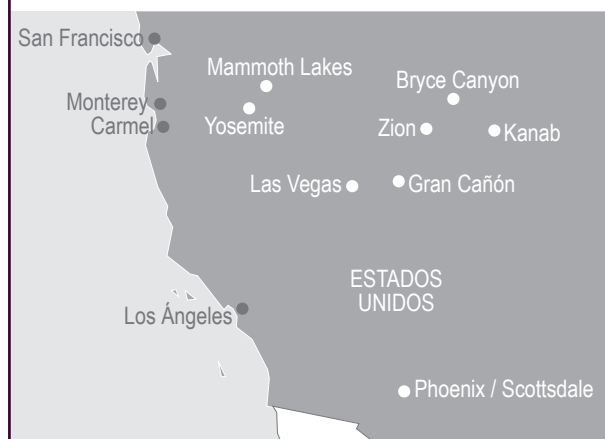 San Francisco
Mammoth Lakes
Bryce Canyon
Monterey
Yosemite
Zion
Kanab
Carmel
Las Vegas
Gran Cañón
ESTADOS
UNIDOS
Los Ángeles
Phoenix / Scottsdale